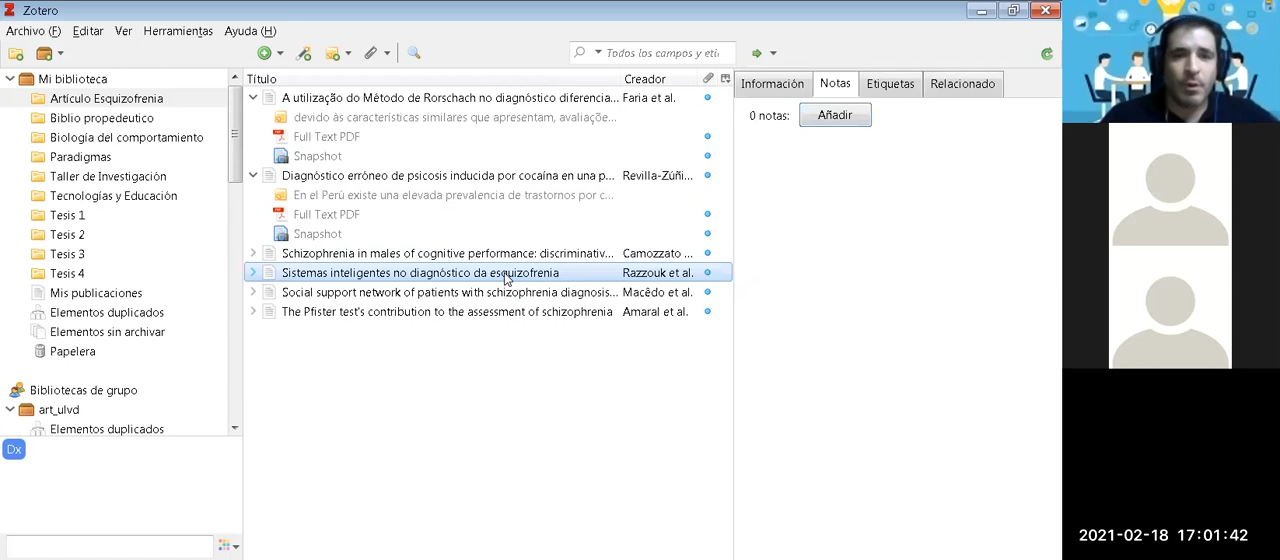 Zotero
Archivo (F) Editar Ver Herramientas Ayuda (H)
Todos los campos y eti
Mi biblioteca
Artículo Esquizofrenia
Biblio propedeutico
Biología del comportamiento
Paradigmas
Taller de Investigación
Tecnologías y Educación
Tesis 1
Tesis 2
Tesis 3
Tesis 4
Mis publicaciones
Elementos duplicados
Elementos sin archivar
Papelera
Bibliotecas de grupo
art_ulvd
Elementos duplicados
Dx
Título Creador
A utilização do Método de Rorschach no diagnóstico diferencia... Faria et al.
devido às características similares que apresentam, avaliaçõe...
Full Text PDF
Snapshot
Diagnóstico erróneo de psicosis inducida por cocaína en una p... Revilla-Zúñi...
En el Perú existe una elevada prevalencia de trastornos por c...
Full Text PDF
Snapshot
Schizophrenia in males of cognitive performance: discriminativ... Camozzato ...
Sistemas inteligentes no diagnóstico da esquizofrenia Razzouk et al.
Social support network of patients with schizophrenia diagnosis... Macêdo et al.
The Pfister test's contribution to the assessment of schizophrenia Amaral et al.
Información Notas Etiquetas Relacionado
0 notas: Añadir
2021-02-18 17:01:42